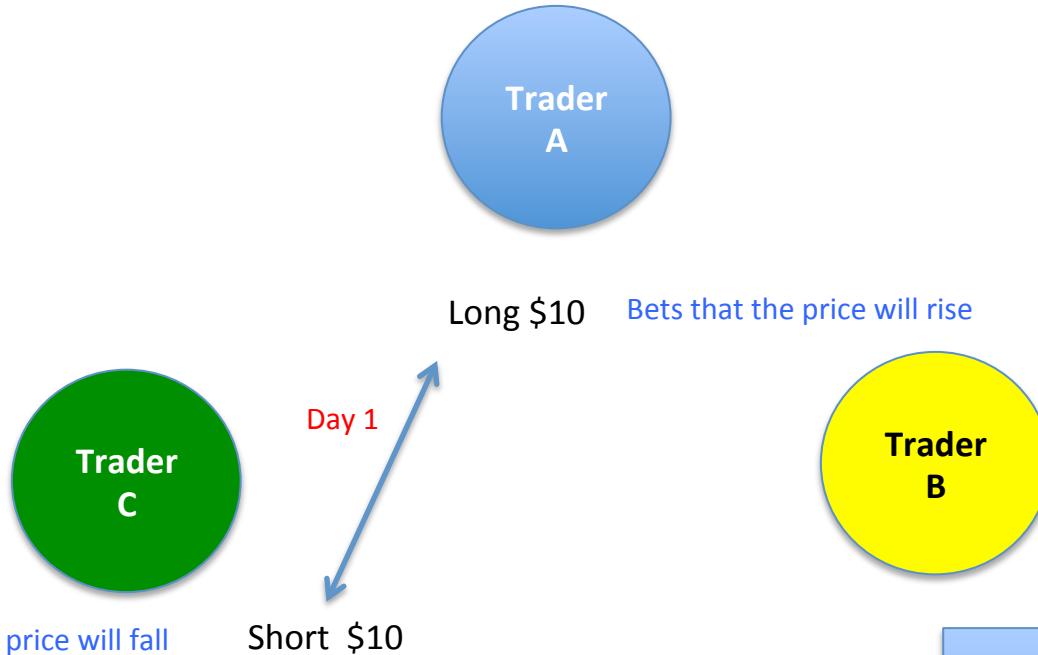 Trader
A
Long $10
Bets that the price will rise
Day 1
Trader
C
Trader
B
price will fall
Short $10